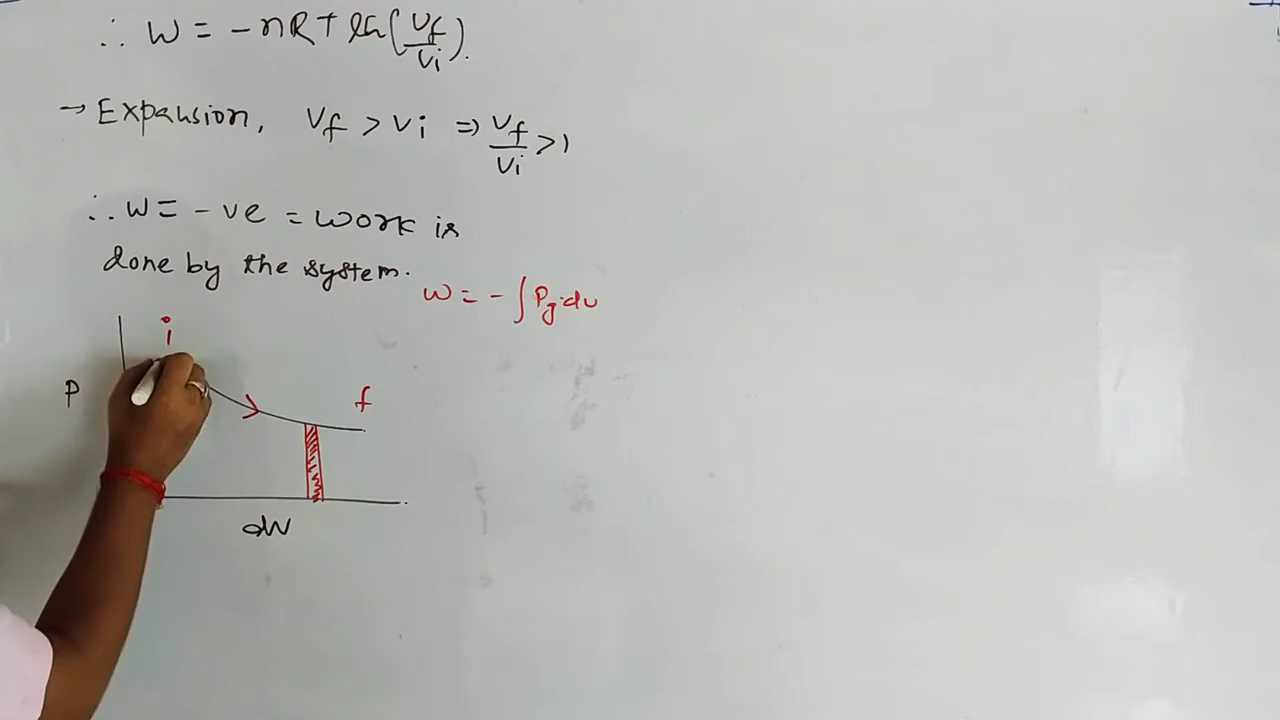 ∴ W = -nRT ln(Vf/Vi).
→ Expansion, Vf > Vi ⇒ Vf/Vi > 1
∴ W = -ve = work is
done by the system.
W = - ∫ Pg.dv
i
P
f